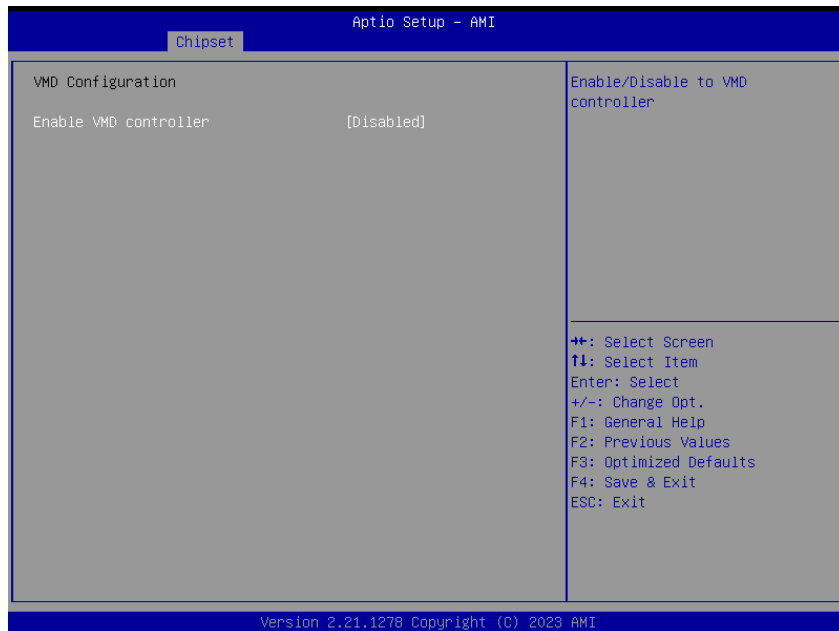 Aptio Setup – AMI
Chipset
VMD Configuration
Enable VMD controller [Disabled]
Enable/Disable to VMD
controller
→←: Select Screen
↑↓: Select Item
Enter: Select
+/-: Change Opt.
F1: General Help
F2: Previous Values
F3: Optimized Defaults
F4: Save & Exit
ESC: Exit
Version 2.21.1278 Copyright (C) 2023 AMI